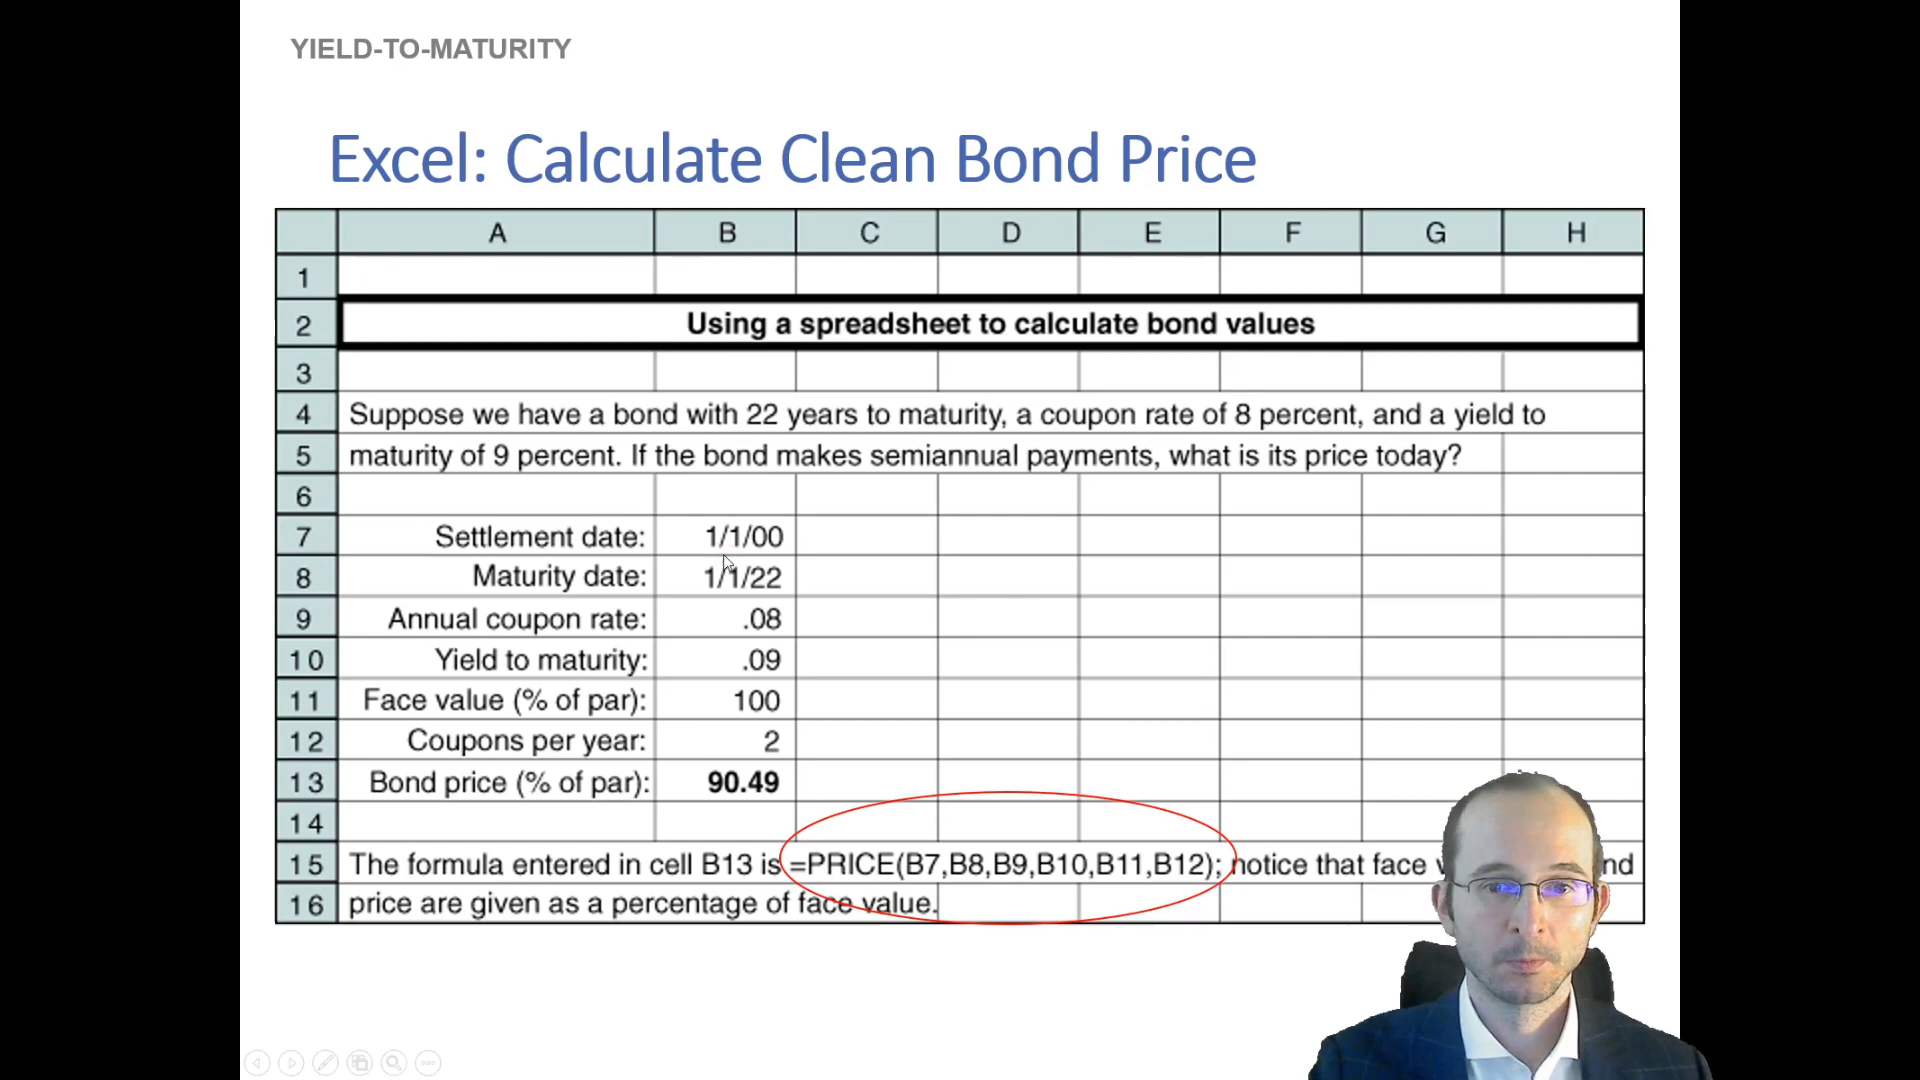 YIELD-TO-MATURITY
Excel: Calculate Clean Bond Price
A B C D E F G H
1
2 Using a spreadsheet to calculate bond values
3
4 Suppose we have a bond with 22 years to maturity, a coupon rate of 8 percent, and a yield to
5 maturity of 9 percent. If the bond makes semiannual payments, what is its price today?
6
7 Settlement date: 1/1/00
8 Maturity date: 1/1/22
9 Annual coupon rate: .08
10 Yield to maturity: .09
11 Face value (% of par): 100
12 Coupons per year: 2
13 Bond price (% of par): 90.49
14
15 The formula entered in cell B13 is =PRICE(B7,B8,B9,B10,B11,B12); notice that face
16 price are given as a percentage of face value.